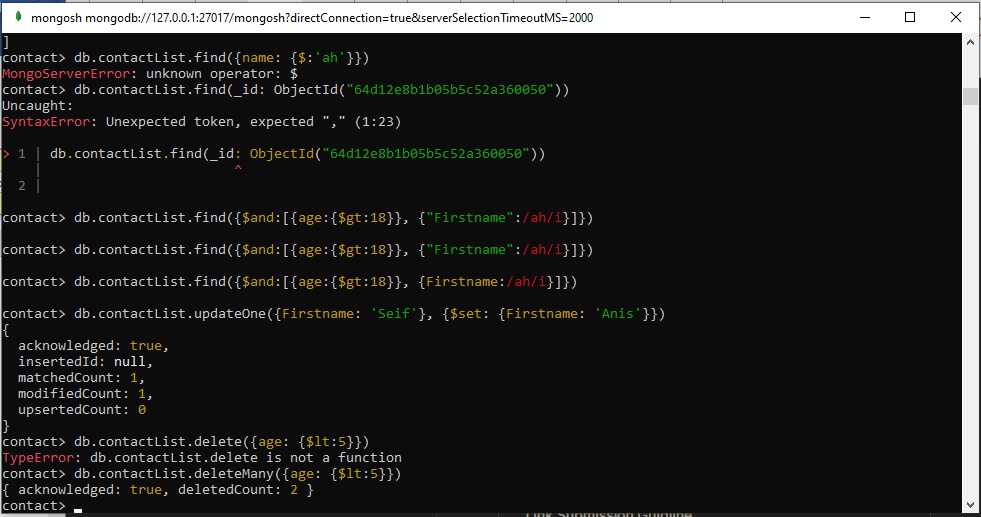 mongosh mongodb://127.0.0.1:27017/mongosh?directConnection=true&serverSelectionTimeoutMS=2000
]
contact> db.contactList.find({name: {$:'ah'}})
MongoServerError: unknown operator: $
contact> db.contactList.find(_id: ObjectId("64d12e8b1b05b5c52a360050"))
Uncaught:
SyntaxError: Unexpected token, expected "," (1:23)
> 1 | db.contactList.find(_id: ObjectId("64d12e8b1b05b5c52a360050"))
|                        ^
2 |
contact> db.contactList.find({$and:[{age:{$gt:18}}, {"Firstname":/ah/i}]})
contact> db.contactList.find({$and:[{age:{$gt:18}}, {"Firstname":/ah/i}]})
contact> db.contactList.find({$and:[{age:{$gt:18}}, {Firstname:/ah/i}]})
contact> db.contactList.updateOne({Firstname: 'Seif'}, {$set: {Firstname: 'Anis'}})
{
acknowledged: true,
insertedId: null,
matchedCount: 1,
modifiedCount: 1,
upsertedCount: 0
}
contact> db.contactList.delete({age: {$lt:5}})
TypeError: db.contactList.delete is not a function
contact> db.contactList.deleteMany({age: {$lt:5}})
{ acknowledged: true, deletedCount: 2 }
contact>
Link Submission Guideline